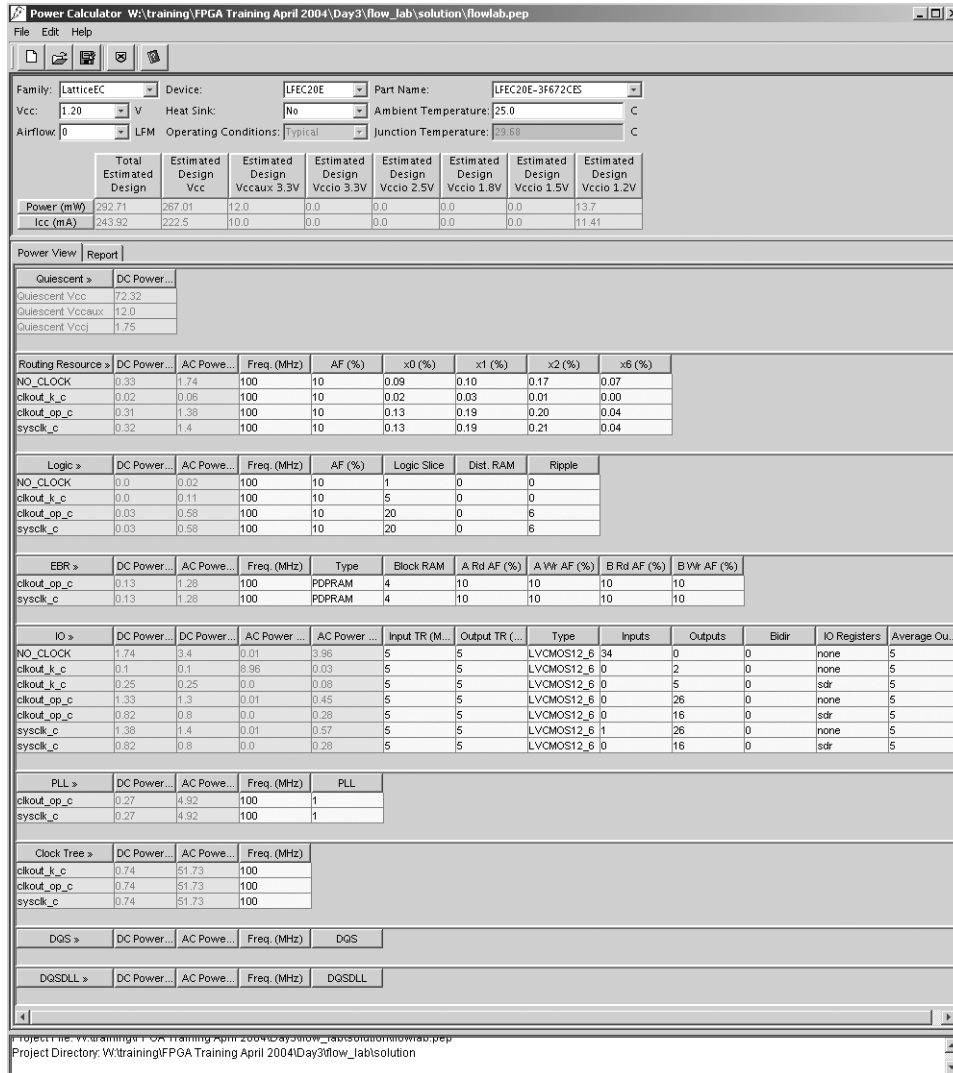 Power Calculator W:\training\FPGA Training April 2004\Day3\flow_lab\solution\flowlab.pep
File Edit Help
Family: LatticeEC Device: LFEC20E Part Name: LFEC20E-3F672CES
Vcc: 1.20 V Heat Sink: No Ambient Temperature: 25.0 C
Airflow: 0 LFM Operating Conditions: Typical Junction Temperature: 29.68 C
Total Estimated Design Estimated Design Vcc Estimated Design Vccaux 3.3V Estimated Design Vccio 3.3V Estimated Design Vccio 2.5V Estimated Design Vccio 1.8V Estimated Design Vccio 1.5V Estimated Design Vccio 1.2V
Power (mW) 292.71 267.01 12.0 0.0 0.0 0.0 0.0 13.7
Icc (mA) 243.92 222.5 10.0 0.0 0.0 0.0 0.0 11.41
Power View Report
Quiescent » DC Power...
Quiescent Vcc 72.32
Quiescent Vccaux 12.0
Quiescent Vccj 1.75
Routing Resource » DC Power... AC Powe... Freq. (MHz) AF (%) x0 (%) x1 (%) x2 (%) x6 (%)
NO_CLOCK 0.33 1.74 100 10 0.09 0.10 0.17 0.07
clkout_k_c 0.02 0.06 100 10 0.02 0.03 0.01 0.00
clkout_op_c 0.31 1.38 100 10 0.13 0.19 0.20 0.04
sysclk_c 0.32 1.4 100 10 0.13 0.19 0.21 0.04
Logic » DC Power... AC Powe... Freq. (MHz) AF (%) Logic Slice Dist. RAM Ripple
NO_CLOCK 0.0 0.02 100 10 1 0 0
clkout_k_c 0.0 0.11 100 10 5 0 0
clkout_op_c 0.03 0.58 100 10 20 0 6
sysclk_c 0.03 0.58 100 10 20 0 6
EBR » DC Power... AC Powe... Freq. (MHz) Type Block RAM A Rd AF (%) A Wr AF (%) B Rd AF (%) B Wr AF (%)
clkout_op_c 0.13 1.28 100 PDPRAM 4 10 10 10 10
sysclk_c 0.13 1.28 100 PDPRAM 4 10 10 10 10
IO » DC Power... DC Power... AC Power ... AC Power ... Input TR (M... Output TR (... Type Inputs Outputs Bidir IO Registers Average Ou...
NO_CLOCK 1.74 3.4 0.01 3.96 5 5 LVCMOS12_6 34 0 0 none 5
clkout_k_c 0.1 0.1 8.96 0.03 5 5 LVCMOS12_6 0 2 0 none 5
clkout_k_c 0.25 0.25 0.0 0.08 5 5 LVCMOS12_6 0 5 0 sdr 5
clkout_op_c 1.33 1.3 0.01 0.45 5 5 LVCMOS12_6 0 26 0 none 5
clkout_op_c 0.82 0.8 0.0 0.28 5 5 LVCMOS12_6 0 16 0 sdr 5
sysclk_c 1.38 1.4 0.01 0.57 5 5 LVCMOS12_6 1 26 0 none 5
sysclk_c 0.82 0.8 0.0 0.28 5 5 LVCMOS12_6 0 16 0 sdr 5
PLL » DC Power... AC Powe... Freq. (MHz) PLL
clkout_op_c 0.27 4.92 100 1
sysclk_c 0.27 4.92 100 1
Clock Tree » DC Power... AC Powe... Freq. (MHz)
clkout_k_c 0.74 51.73 100
clkout_op_c 0.74 51.73 100
sysclk_c 0.74 51.73 100
DQS » DC Power... AC Powe... Freq. (MHz) DQS
DQSDLL » DC Power... AC Powe... Freq. (MHz) DQSDLL
Project File: W:\training\FPGA Training April 2004\Day3\flow_lab\solution\flowlab.pep
Project Directory: W:\training\FPGA Training April 2004\Day3\flow_lab\solution